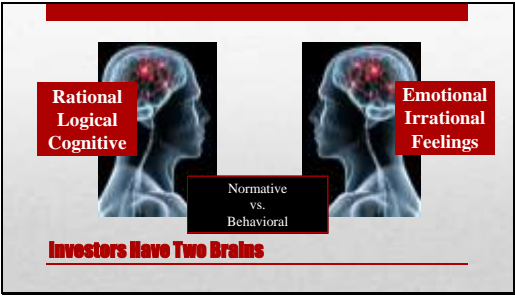 Rational
Logical
Cognitive
Emotional
Irrational
Feelings
Normative
vs.
Behavioral
Investors Have Two Brains